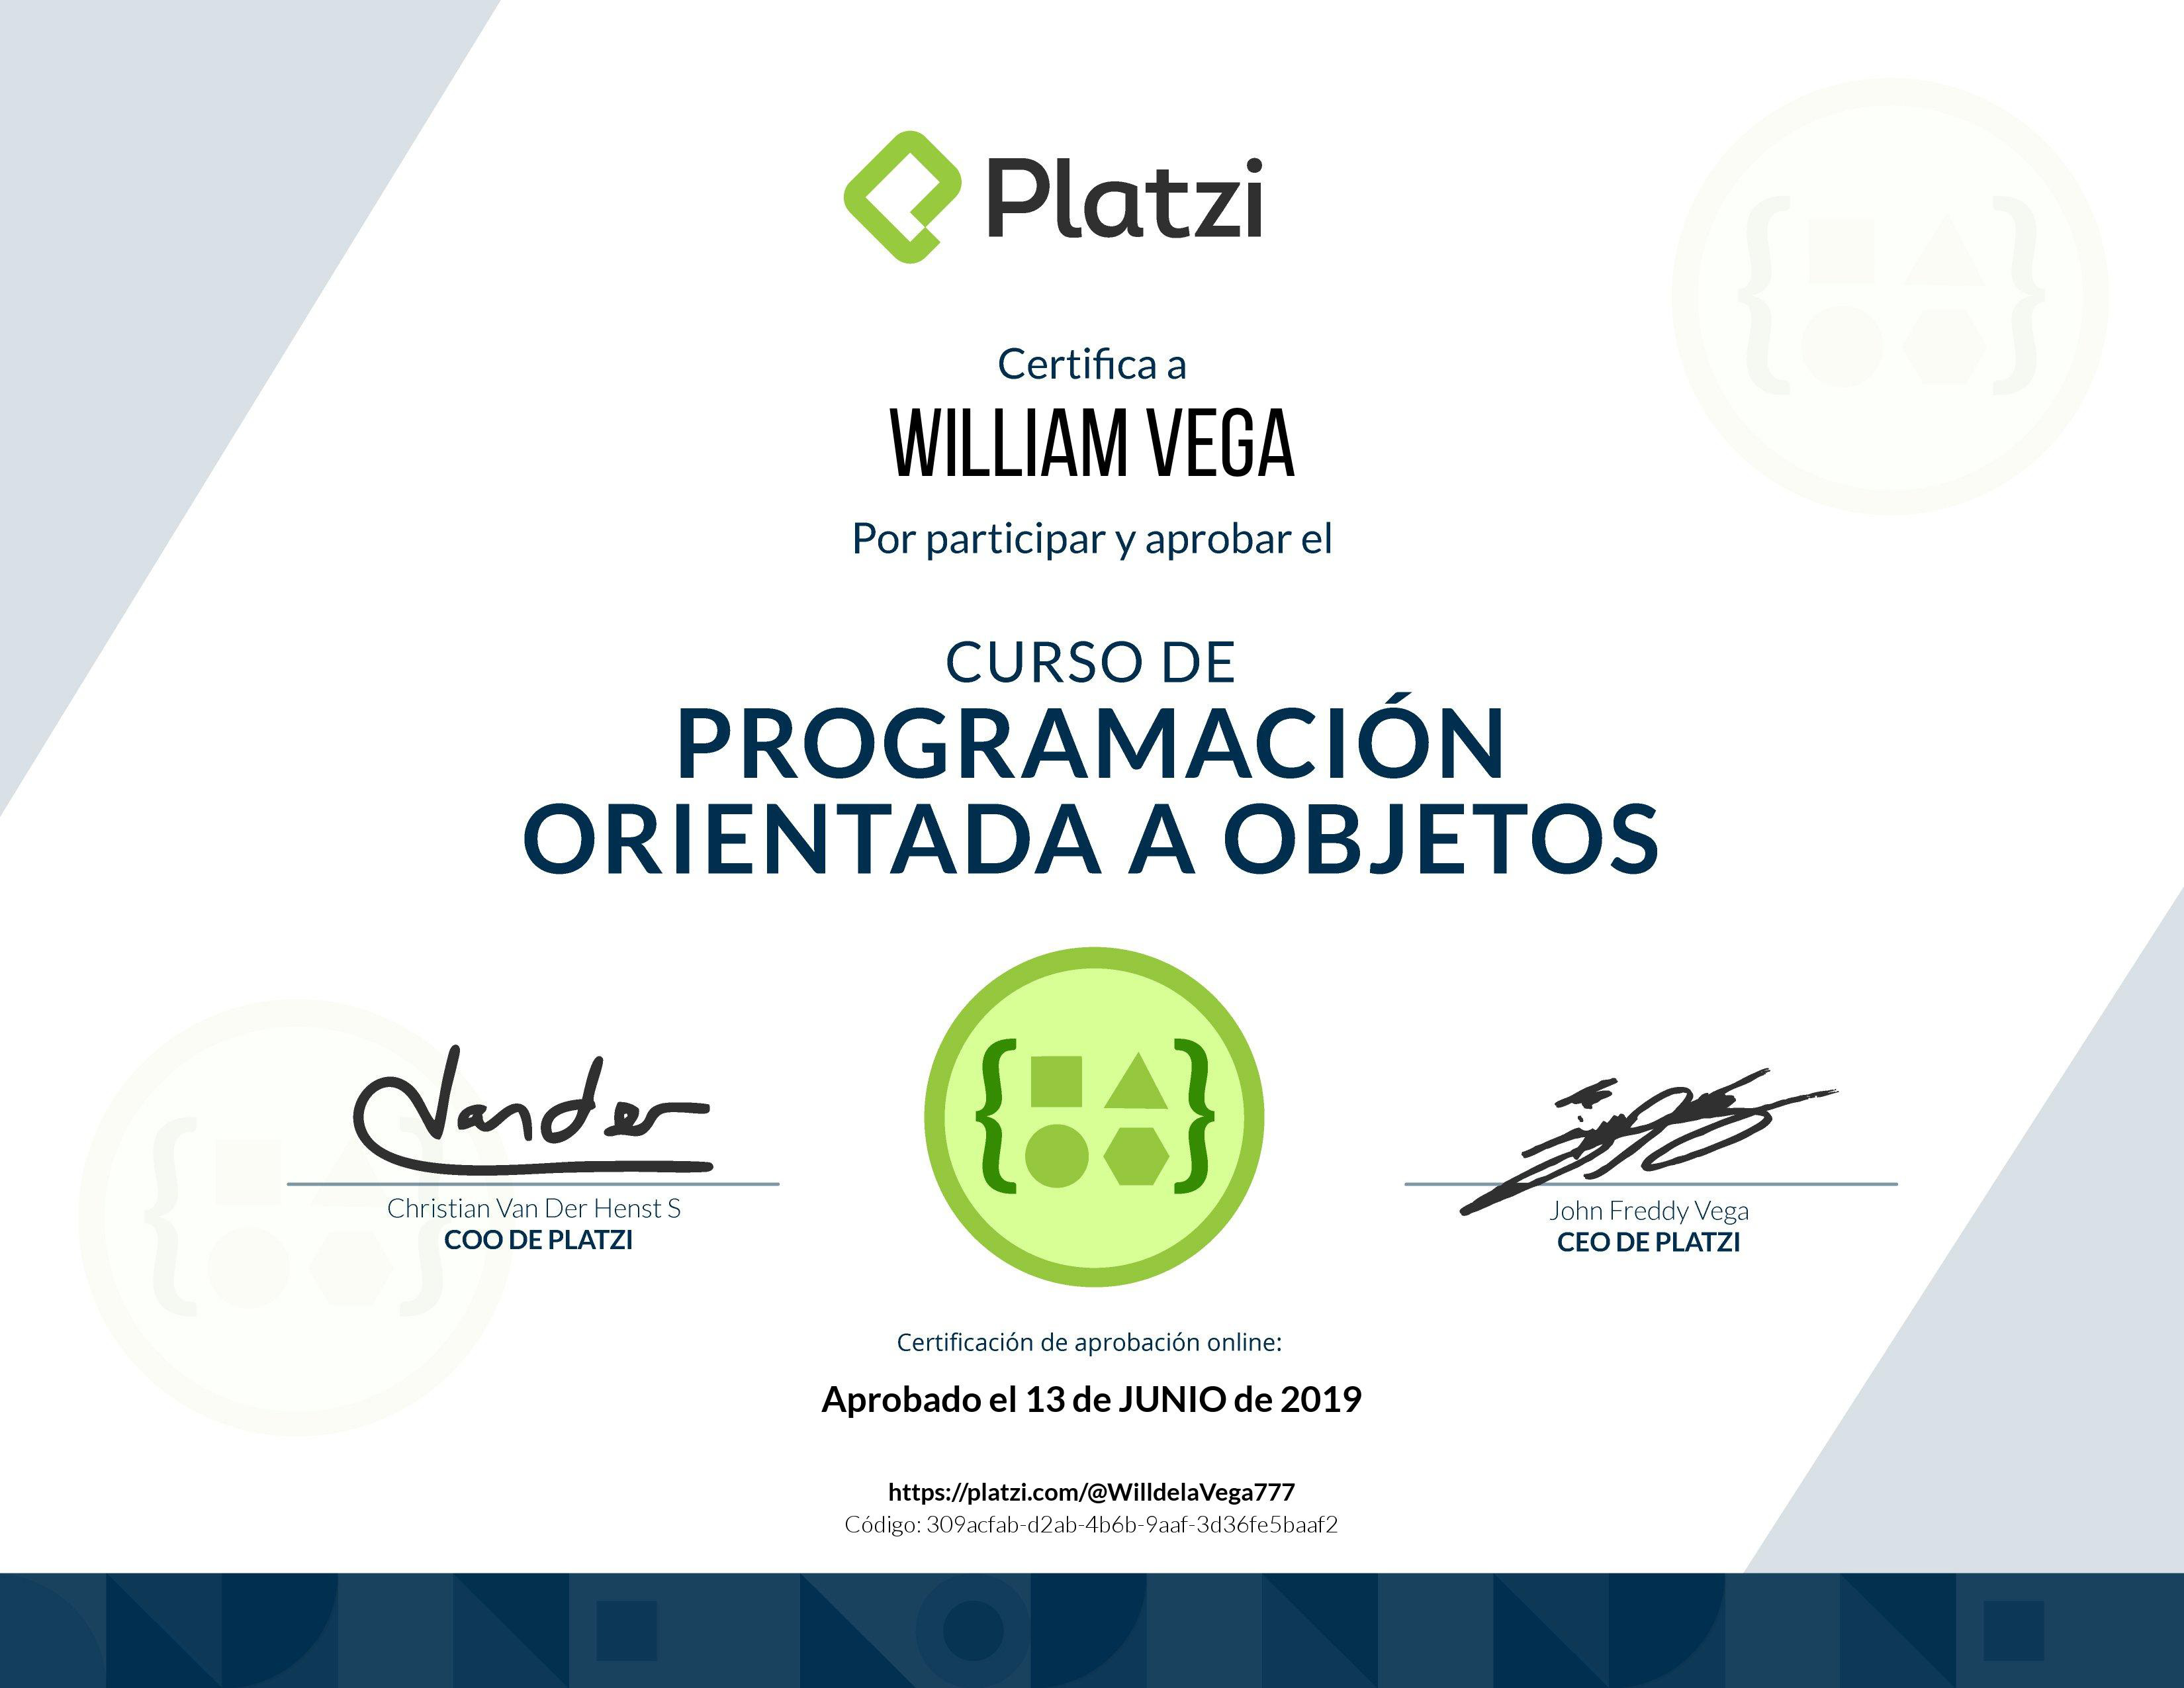 Platzi
Certifica a
WILLIAM VEGA
Por participar y aprobar el
CURSO DE
PROGRAMACIÓN
ORIENTADA A OBJETOS
Vander
Christian Van Der Henst S
COO DE PLATZI
John Freddy Vega
CEO DE PLATZI
Certificación de aprobación online:
Aprobado el 13 de JUNIO de 2019
https://platzi.com/@WilldelaVega777
Código: 309acfab-d2ab-4b6b-9aaf-3d36fe5baaf2